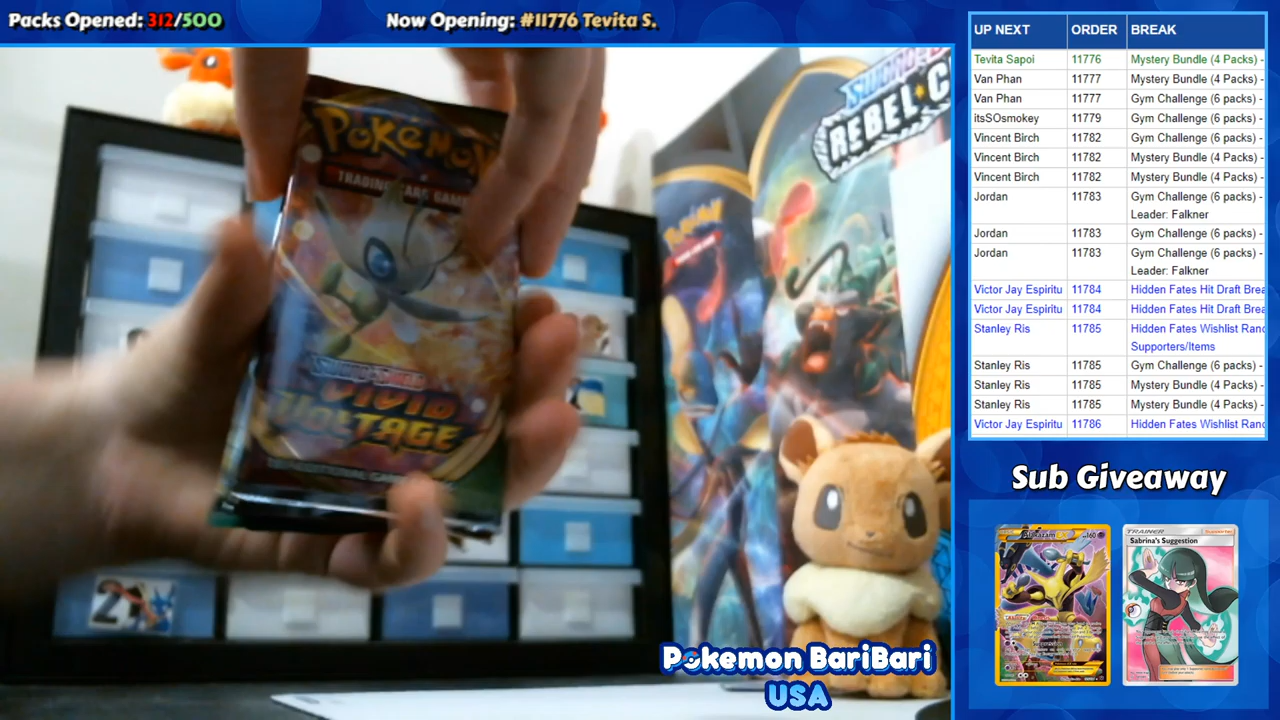 Packs Opened: 312/500
Now Opening: #11776 Tevita S.
UP NEXT ORDER BREAK
Tevita Sapoi 11776 Mystery Bundle (4 Packs) -
Van Phan 11777 Mystery Bundle (4 Packs) -
Van Phan 11777 Gym Challenge (6 packs) -
itsSOsmokey 11779 Gym Challenge (6 packs) -
Vincent Birch 11782 Gym Challenge (6 packs) -
Vincent Birch 11782 Mystery Bundle (4 Packs) -
Vincent Birch 11782 Mystery Bundle (4 Packs) -
Jordan 11783 Gym Challenge (6 packs) -
Leader: Falkner
Jordan 11783 Gym Challenge (6 packs) -
Jordan 11783 Gym Challenge (6 packs) -
Leader: Falkner
Victor Jay Espiritu 11784 Hidden Fates Hit Draft Brea
Victor Jay Espiritu 11784 Hidden Fates Hit Draft Brea
Stanley Ris 11785 Hidden Fates Wishlist Rand
Supporters/Items
Stanley Ris 11785 Gym Challenge (6 packs) -
Stanley Ris 11785 Mystery Bundle (4 Packs) -
Stanley Ris 11785 Mystery Bundle (4 Packs) -
Victor Jay Espiritu 11786 Hidden Fates Wishlist Rand
Pokémon
TRADING CARD GAME
VIVID
VOLTAGE
REBEL C
Pokémon
Sub Giveaway
Alakazam
160
TRAINER
Sabrina's Suggestion
Pokemon BariBari
USA